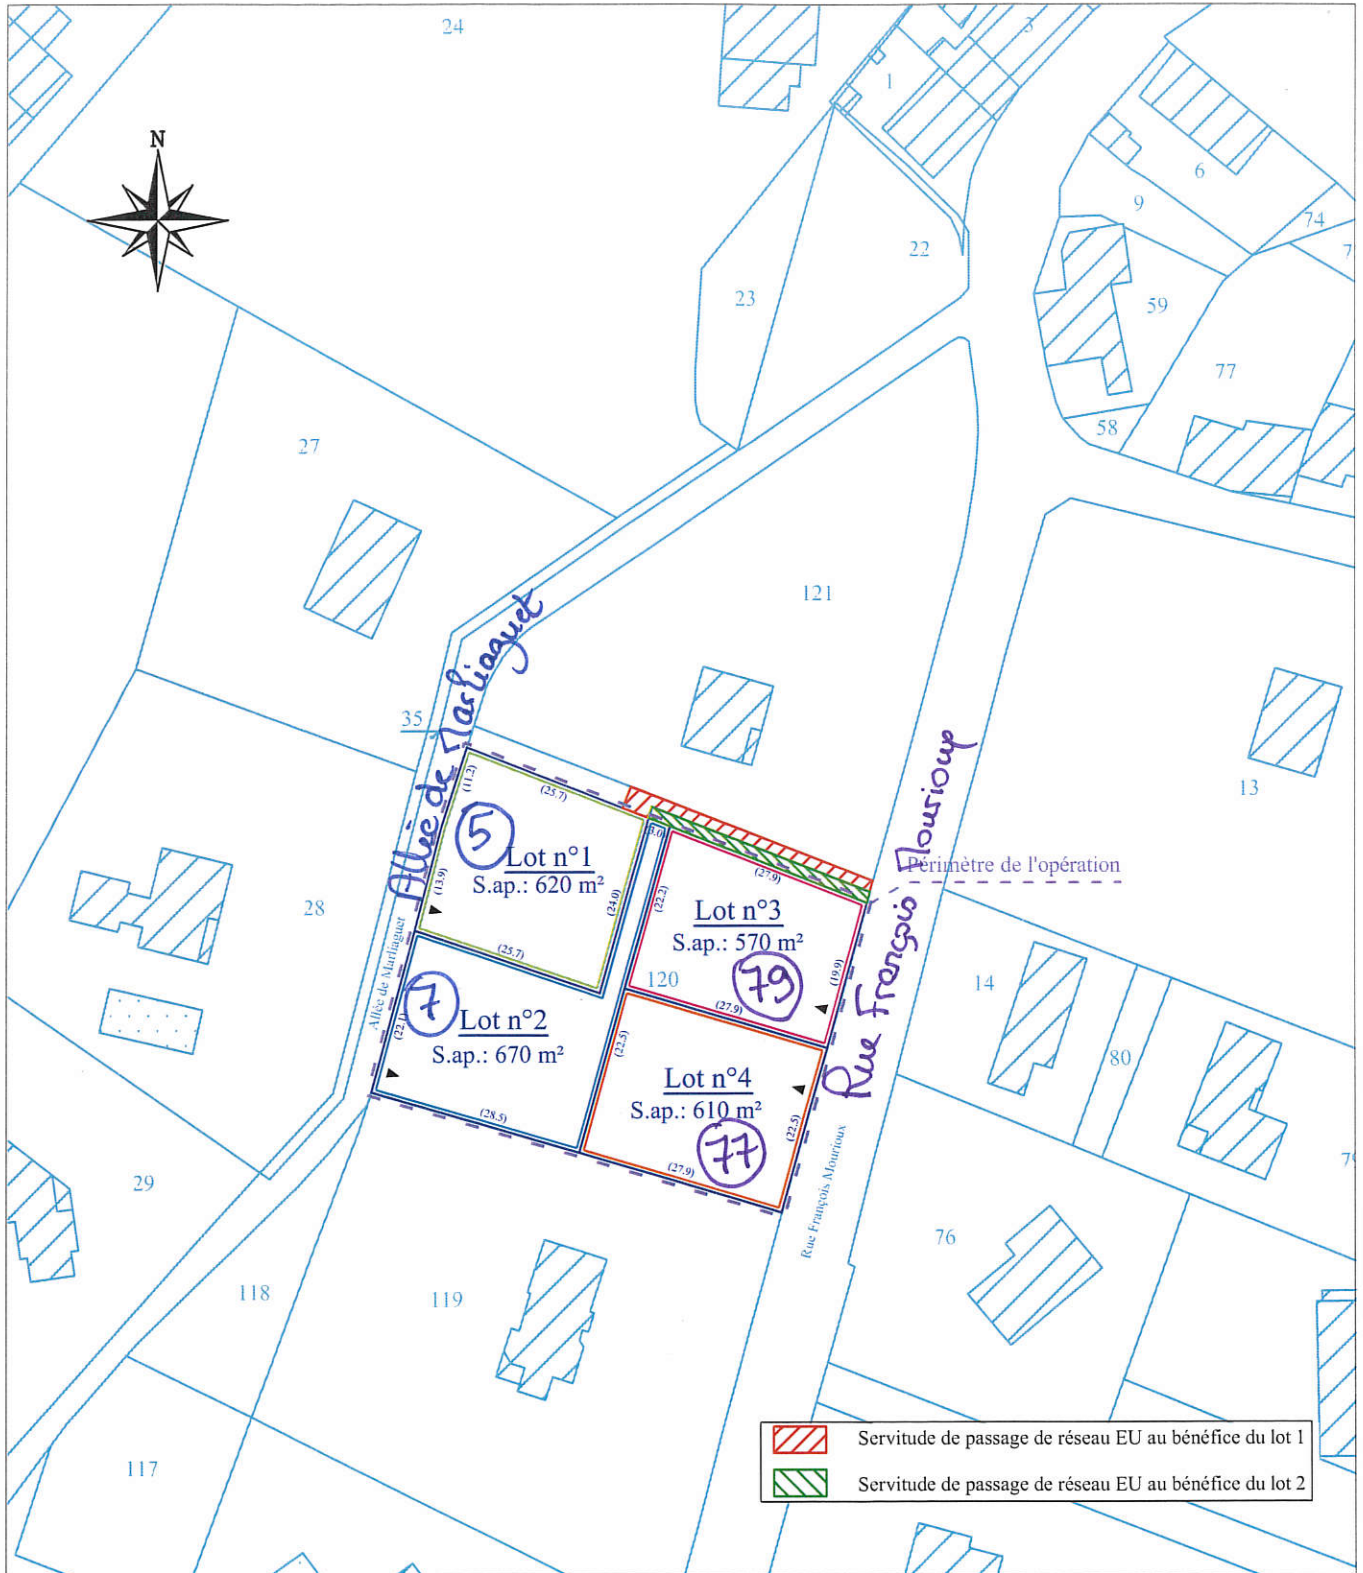 24
3
1
N
6
9
74
7
22
23
59
77
27
58
121
35
Allée de Marliaguet
13
(11.2)
(25.7)
5
Lot n°1
S.ap.: 620 m²
(13.9)
(24.0)
(25.7)
(3.0)
(27.9)
(22.2)
Lot n°3
S.ap.: 570 m²
120
79
(19.9)
(27.9)
Périmètre de l'opération
Rue François Mourioux
28
Allée de Marliaguet
7
Lot n°2
S.ap.: 670 m²
(22.1)
(28.5)
(22.5)
Lot n°4
S.ap.: 610 m²
77
(22.5)
(27.9)
14
80
29
79
Rue François Mourioux
76
118
119
117
Servitude de passage de réseau EU au bénéfice du lot 1
Servitude de passage de réseau EU au bénéfice du lot 2